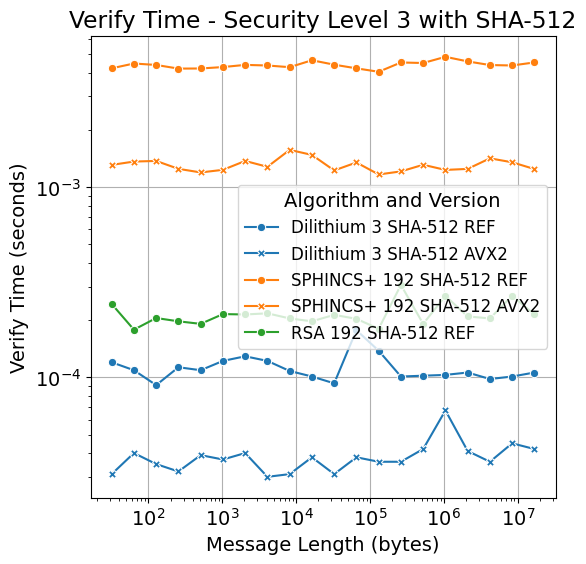 Verify Time - Security Level 3 with SHA-512
Verify Time (seconds)
10⁻³
10⁻⁴
Algorithm and Version
Dilithium 3 SHA-512 REF
Dilithium 3 SHA-512 AVX2
SPHINCS+ 192 SHA-512 REF
SPHINCS+ 192 SHA-512 AVX2
RSA 192 SHA-512 REF
10² 10³ 10⁴ 10⁵ 10⁶ 10⁷
Message Length (bytes)